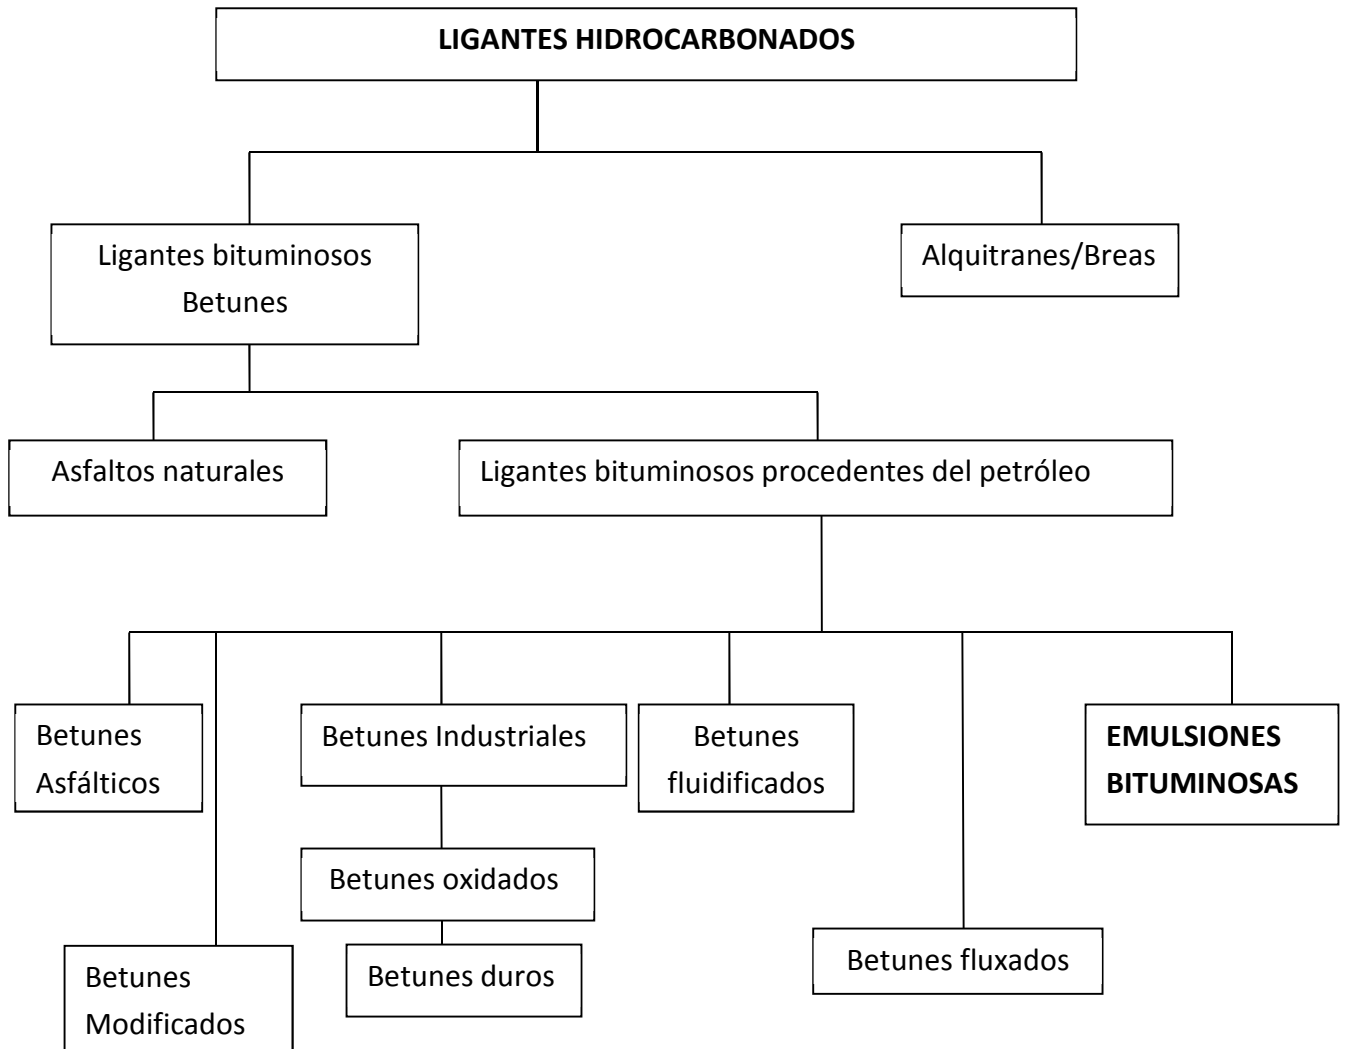 LIGANTES HIDROCARBONADOS
Ligantes bituminosos
Betunes
Alquitranes/Breas
Asfaltos naturales
Ligantes bituminosos procedentes del petróleo
Betunes
Asfálticos
Betunes Industriales
Betunes
fluidificados
EMULSIONES
BITUMINOSAS
Betunes oxidados
Betunes
Modificados
Betunes duros
Betunes fluxados